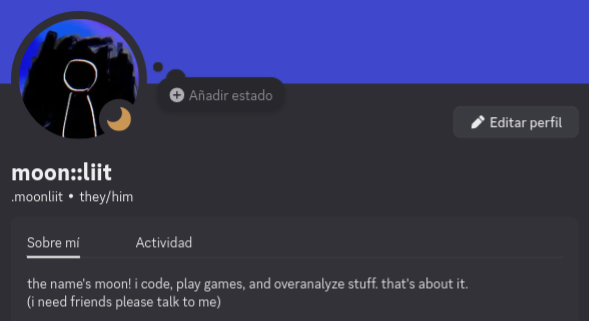 Añadir estado
Editar perfil
moon::liit
.moonliit • they/him
Sobre mí
Actividad
the name's moon! i code, play games, and overanalyze stuff. that's about it.
(i need friends please talk to me)